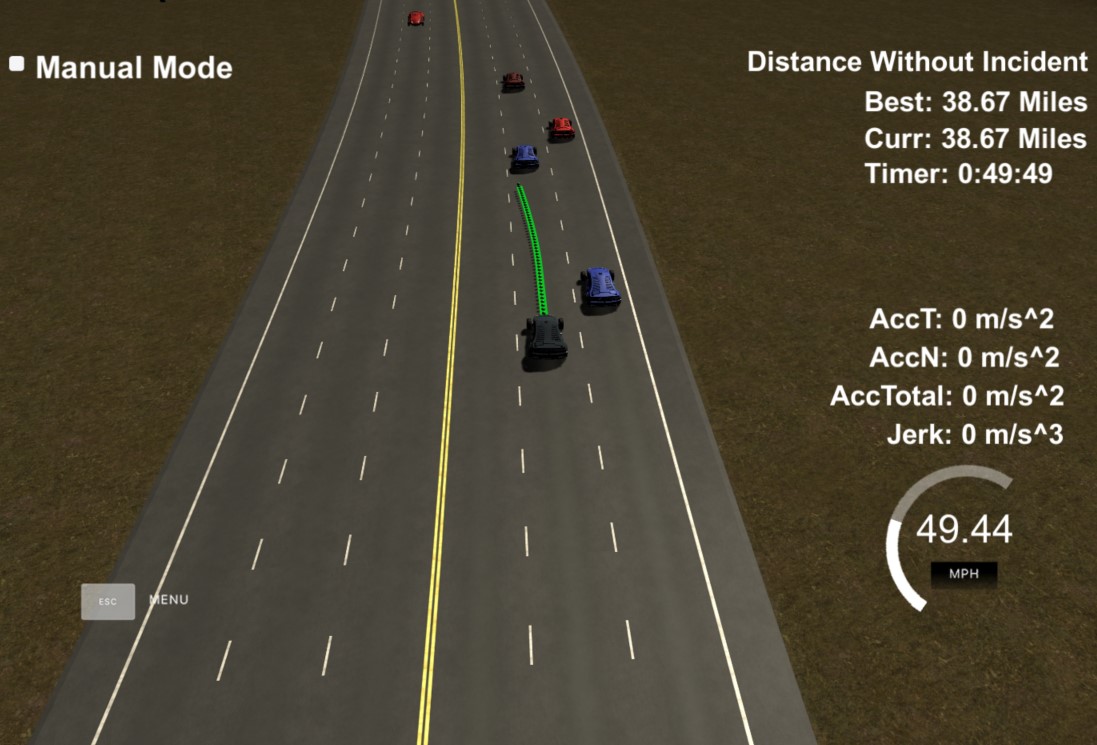 Manual Mode
Distance Without Incident
Best: 38.67 Miles
Curr: 38.67 Miles
Timer: 0:49:49
AccT: 0 m/s^2
AccN: 0 m/s^2
AccTotal: 0 m/s^2
Jerk: 0 m/s^3
49.44
MPH
ESC MENU